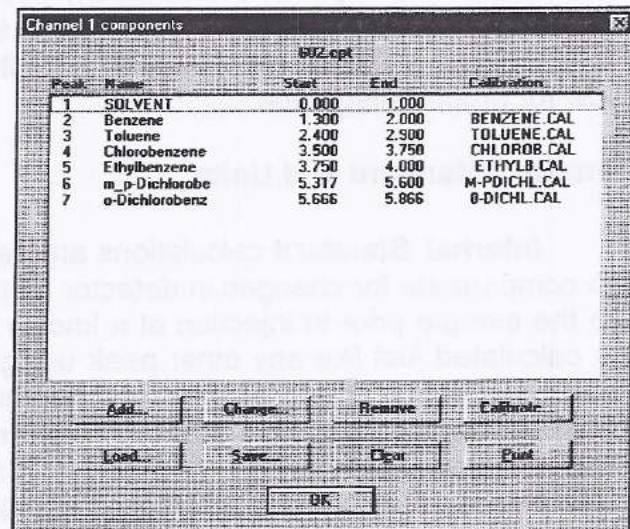 Channel 1 components
602.cpt
Peak Name Start End Calibration
1 SOLVENT 0.000 1.000
2 Benzene 1.300 2.000 BENZENE.CAL
3 Toluene 2.400 2.900 TOLUENE.CAL
4 Chlorobenzene 3.500 3.750 CHLOROB.CAL
5 Ethylbenzene 3.750 4.000 ETHYLB.CAL
6 m_p-Dichlorobe 5.317 5.600 M-PDICHL.CAL
7 o-Dichlorobenz 5.666 5.866 O-DICHL.CAL
Add... Change... Remove Calibrate...
Load... Save... Clear Print
OK